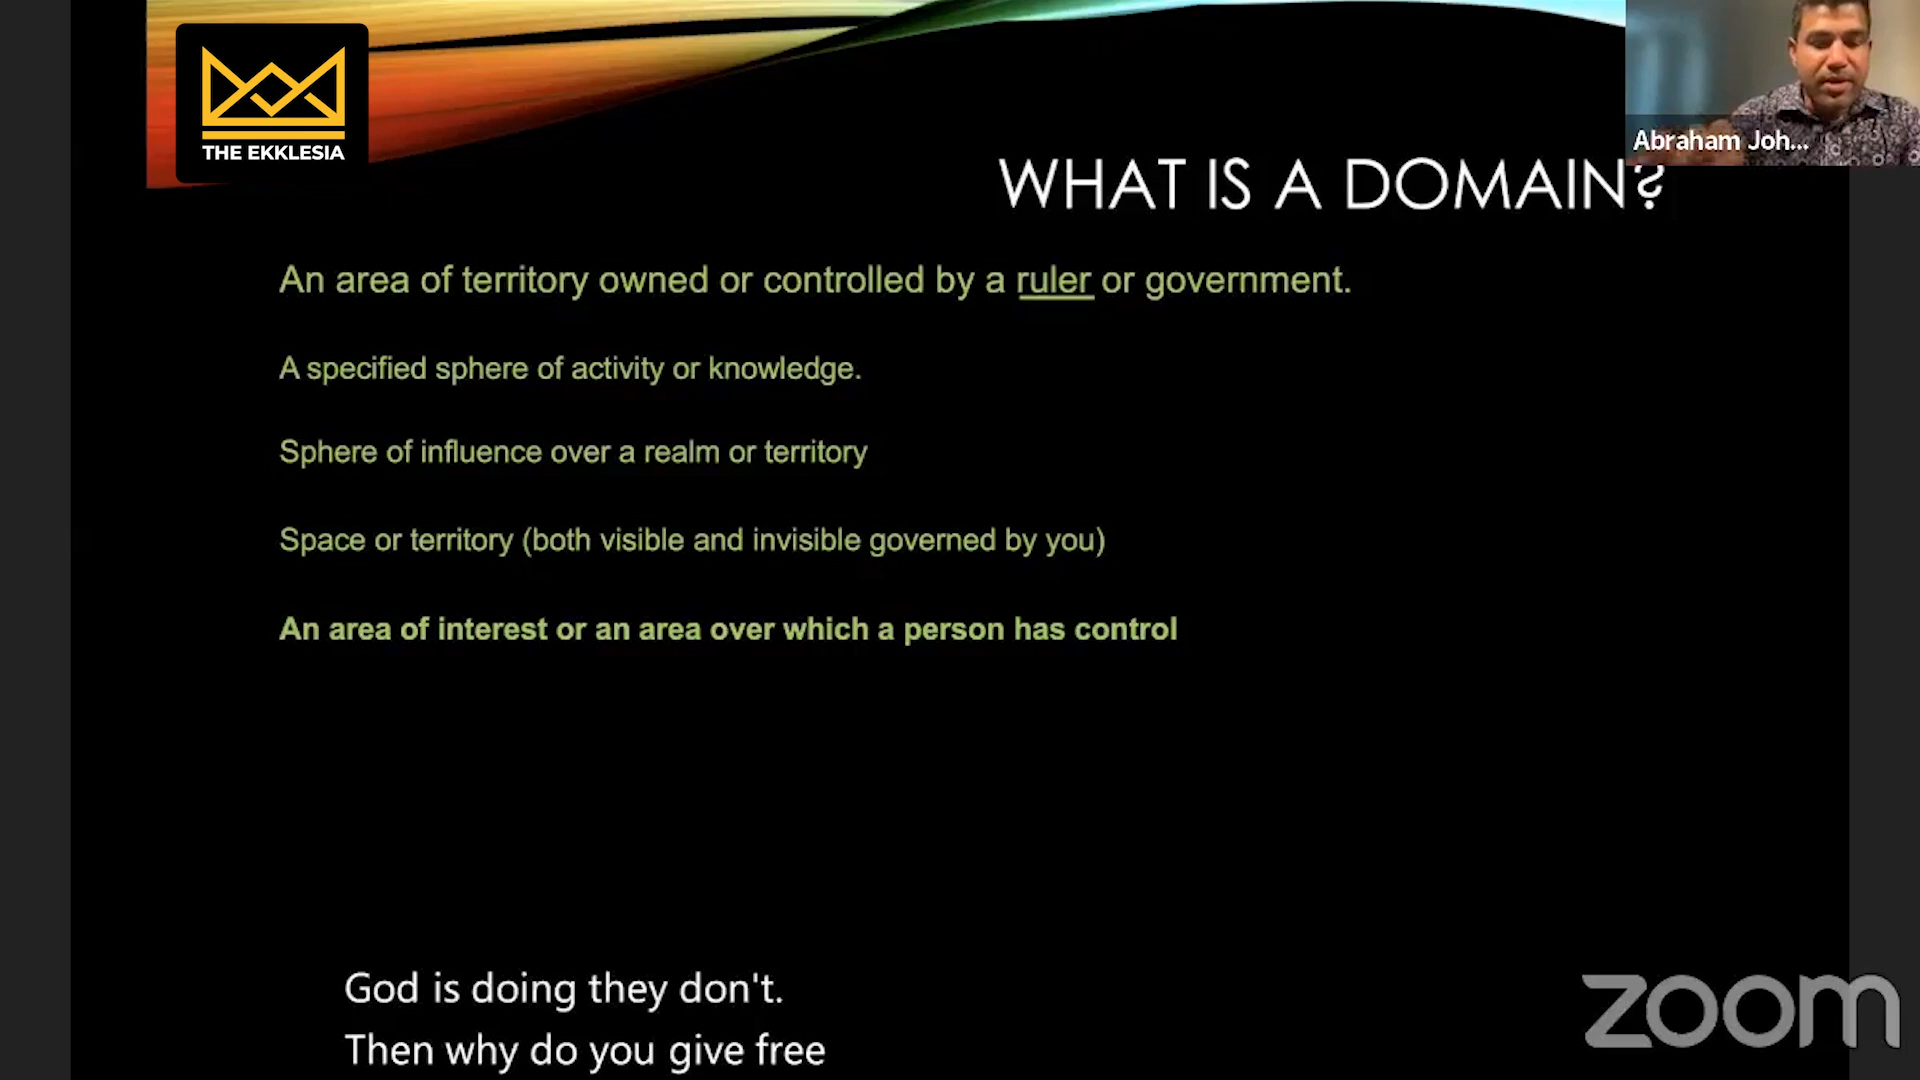 THE EKKLESIA
Abraham Joh...
WHAT IS A DOMAIN?
An area of territory owned or controlled by a ruler or government.
A specified sphere of activity or knowledge.
Sphere of influence over a realm or territory
Space or territory (both visible and invisible governed by you)
An area of interest or an area over which a person has control
God is doing they don't.
Then why do you give free
zoom